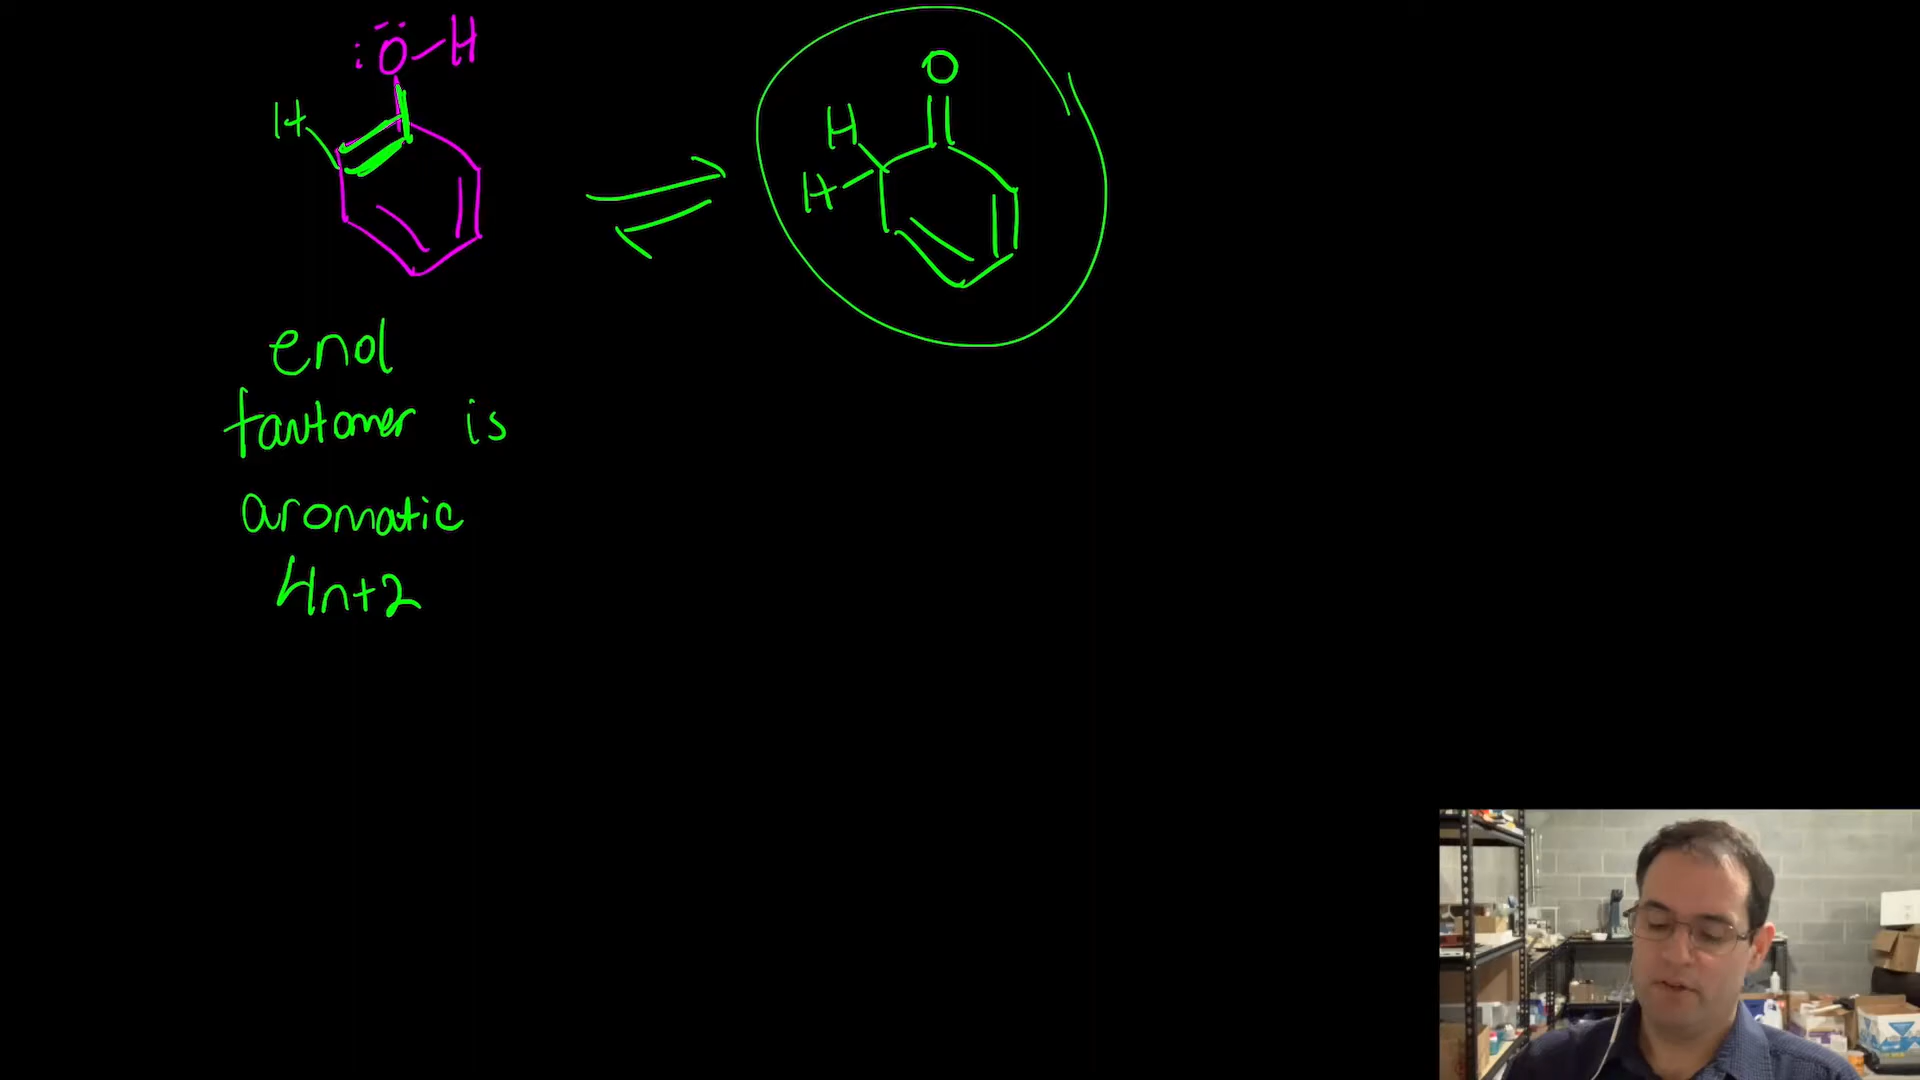 :Ö-H
H
O
H
H
enol
tautomer is
aromatic
4n+2